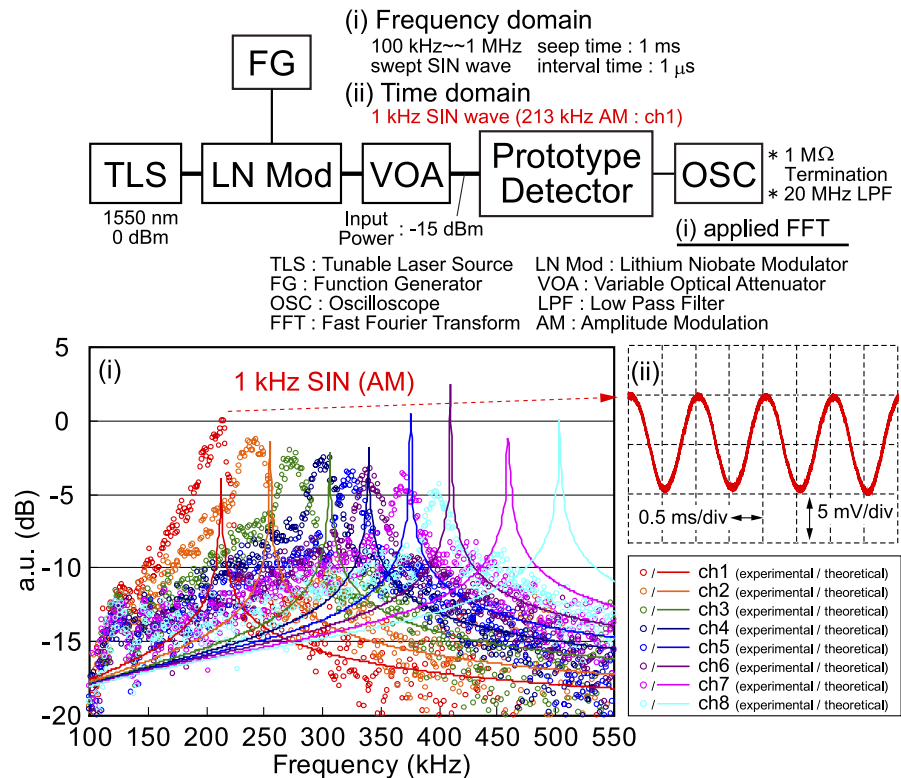 (i) Frequency domain
100 kHz~~1 MHz seep time : 1 ms
swept SIN wave interval time : 1 μs
(ii) Time domain
1 kHz SIN wave (213 kHz AM : ch1)
FG
TLS
LN Mod
VOA
Prototype
Detector
OSC
* 1 MΩ
Termination
* 20 MHz LPF
1550 nm
0 dBm
Input
Power : -15 dBm
(i) applied FFT
TLS : Tunable Laser Source LN Mod : Lithium Niobate Modulator
FG : Function Generator VOA : Variable Optical Attenuator
OSC : Oscilloscope LPF : Low Pass Filter
FFT : Fast Fourier Transform AM : Amplitude Modulation
(i)
1 kHz SIN (AM)
5
0
-5
-10
-15
-20
a.u. (dB)
100 150 200 250 300 350 400 450 500 550
Frequency (kHz)
(ii)
0.5 ms/div
5 mV/div
/ ch1 (experimental / theoretical)
/ ch2 (experimental / theoretical)
/ ch3 (experimental / theoretical)
/ ch4 (experimental / theoretical)
/ ch5 (experimental / theoretical)
/ ch6 (experimental / theoretical)
/ ch7 (experimental / theoretical)
/ ch8 (experimental / theoretical)